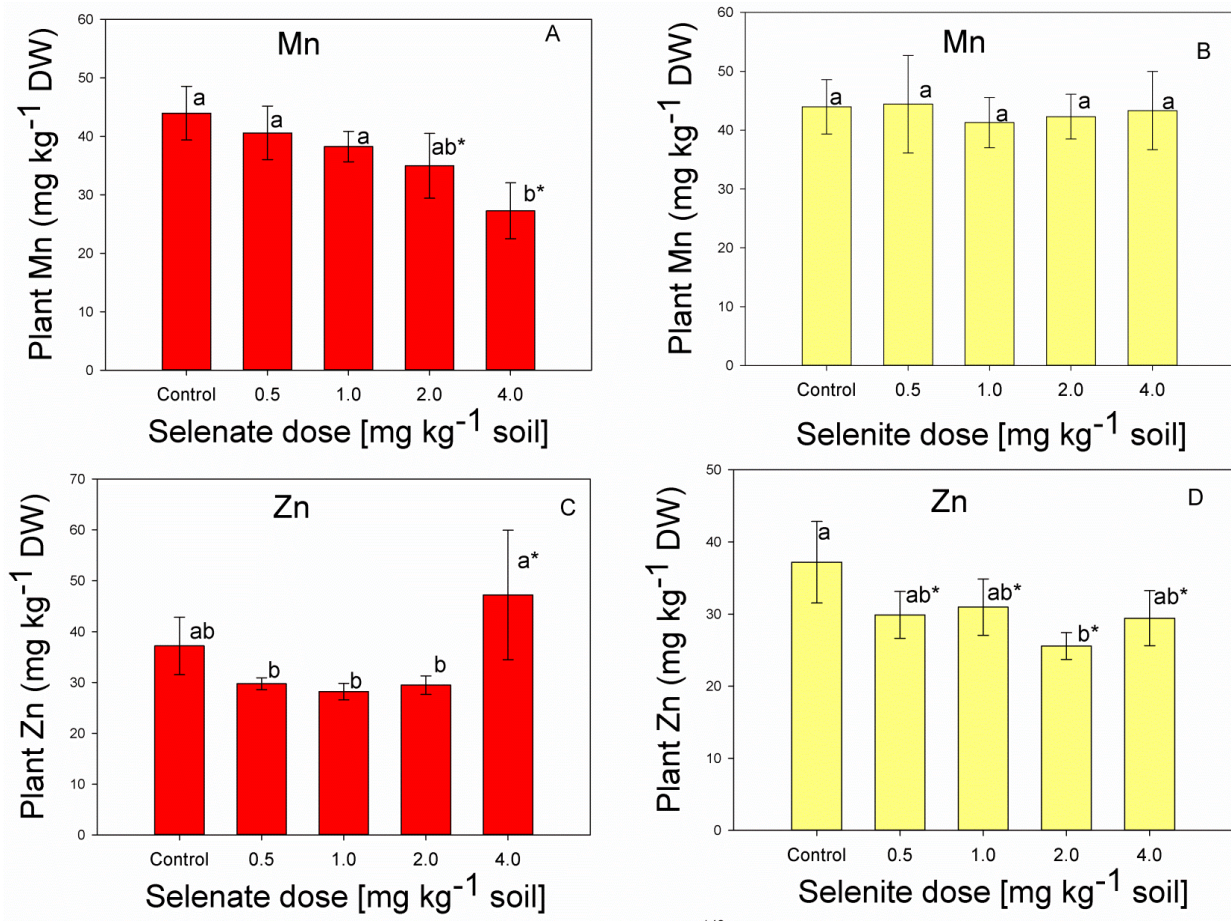 Mn
A
Plant Mn (mg kg⁻¹ DW)
60
50
40
30
20
10
0
a
a
a
ab*
b*
Control 0.5 1.0 2.0 4.0
Selenate dose [mg kg⁻¹ soil]
Mn
B
Plant Mn (mg kg⁻¹ DW)
60
50
40
30
20
10
0
a
a
a
a
a
Control 0.5 1.0 2.0 4.0
Selenite dose [mg kg⁻¹ soil]
Zn
C
Plant Zn (mg kg⁻¹ DW)
70
60
50
40
30
20
10
0
ab
b
b
b
a*
Control 0.5 1.0 2.0 4.0
Selenate dose [mg kg⁻¹ soil]
Zn
D
Plant Zn (mg kg⁻¹ DW)
50
40
30
20
10
0
a
ab*
ab*
b*
ab*
Control 0.5 1.0 2.0 4.0
Selenite dose [mg kg⁻¹ soil]